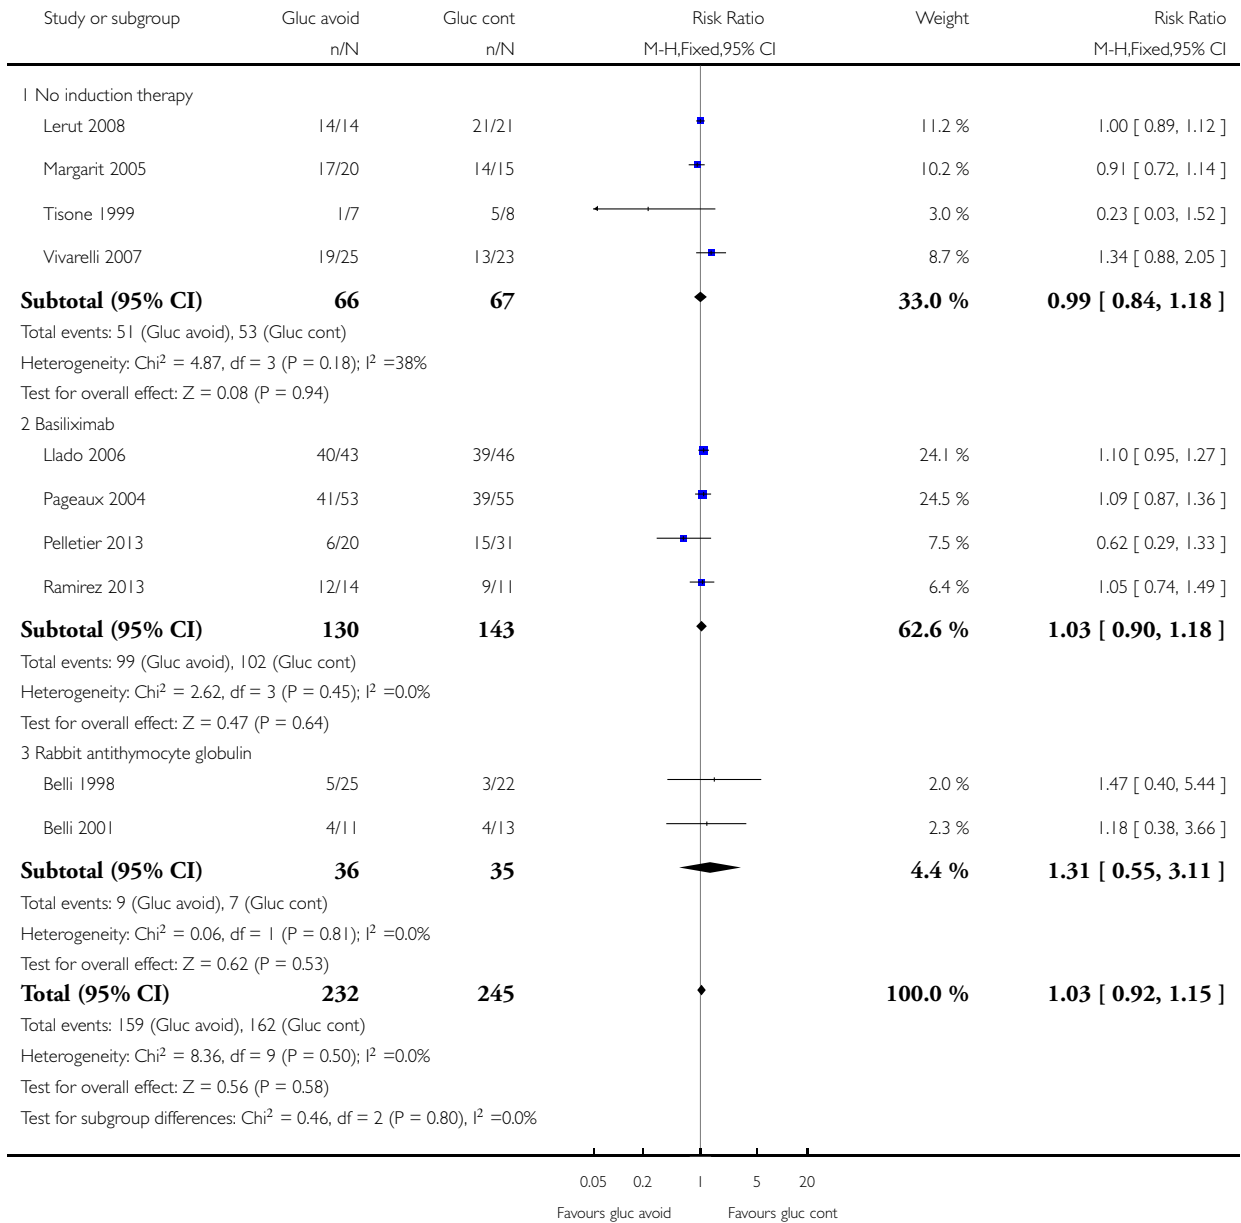 Study or subgroup Gluc avoid Gluc cont Risk Ratio Weight Risk Ratio
n/N n/N M-H,Fixed,95% CI M-H,Fixed,95% CI
1 No induction therapy
Lerut 2008 14/14 21/21 11.2 % 1.00 [ 0.89, 1.12 ]
Margarit 2005 17/20 14/15 10.2 % 0.91 [ 0.72, 1.14 ]
Tisone 1999 1/7 5/8 3.0 % 0.23 [ 0.03, 1.52 ]
Vivarelli 2007 19/25 13/23 8.7 % 1.34 [ 0.88, 2.05 ]
Subtotal (95% CI) 66 67 33.0 % 0.99 [ 0.84, 1.18 ]
Total events: 51 (Gluc avoid), 53 (Gluc cont)
Heterogeneity: Chi² = 4.87, df = 3 (P = 0.18); I² =38%
Test for overall effect: Z = 0.08 (P = 0.94)
2 Basiliximab
Llado 2006 40/43 39/46 24.1 % 1.10 [ 0.95, 1.27 ]
Pageaux 2004 41/53 39/55 24.5 % 1.09 [ 0.87, 1.36 ]
Pelletier 2013 6/20 15/31 7.5 % 0.62 [ 0.29, 1.33 ]
Ramirez 2013 12/14 9/11 6.4 % 1.05 [ 0.74, 1.49 ]
Subtotal (95% CI) 130 143 62.6 % 1.03 [ 0.90, 1.18 ]
Total events: 99 (Gluc avoid), 102 (Gluc cont)
Heterogeneity: Chi² = 2.62, df = 3 (P = 0.45); I² =0.0%
Test for overall effect: Z = 0.47 (P = 0.64)
3 Rabbit antithymocyte globulin
Belli 1998 5/25 3/22 2.0 % 1.47 [ 0.40, 5.44 ]
Belli 2001 4/11 4/13 2.3 % 1.18 [ 0.38, 3.66 ]
Subtotal (95% CI) 36 35 4.4 % 1.31 [ 0.55, 3.11 ]
Total events: 9 (Gluc avoid), 7 (Gluc cont)
Heterogeneity: Chi² = 0.06, df = 1 (P = 0.81); I² =0.0%
Test for overall effect: Z = 0.62 (P = 0.53)
Total (95% CI) 232 245 100.0 % 1.03 [ 0.92, 1.15 ]
Total events: 159 (Gluc avoid), 162 (Gluc cont)
Heterogeneity: Chi² = 8.36, df = 9 (P = 0.50); I² =0.0%
Test for overall effect: Z = 0.56 (P = 0.58)
Test for subgroup differences: Chi² = 0.46, df = 2 (P = 0.80), I² =0.0%
0.05 0.2 1 5 20
Favours gluc avoid Favours gluc cont